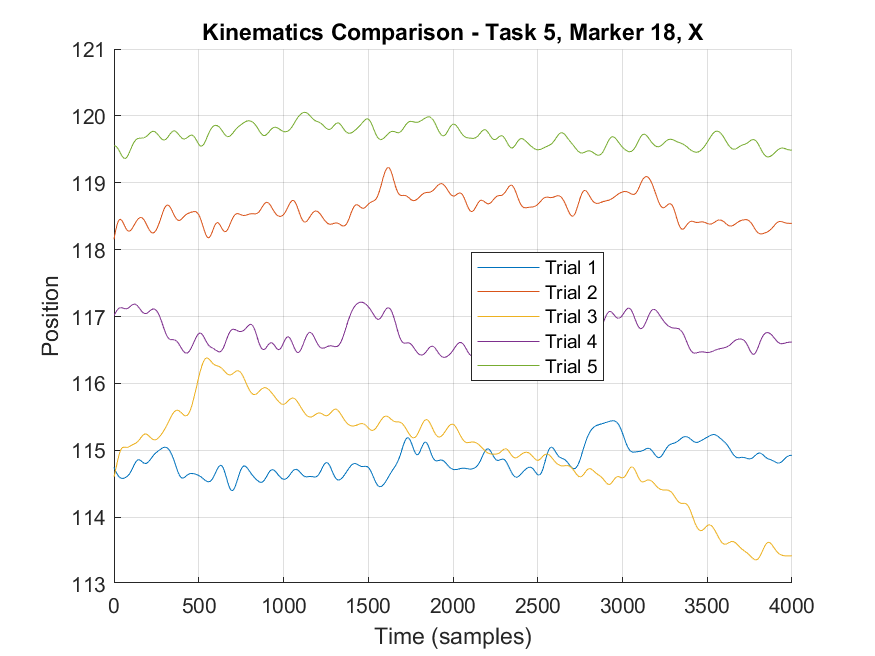 Kinematics Comparison - Task 5, Marker 18, X
121
120
119
118
117
116
115
114
113
Position
Trial 1
Trial 2
Trial 3
Trial 4
Trial 5
0 500 1000 1500 2000 2500 3000 3500 4000
Time (samples)